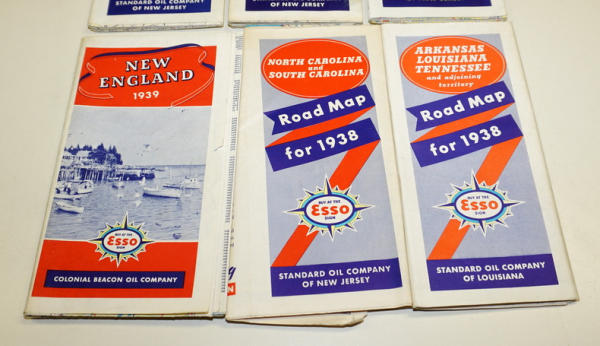 STANDARD OIL COMPANY
OF NEW JERSEY
OF NEW JERSEY
NEW
ENGLAND
1939
BUY AT THE
Esso
SIGN
COLONIAL BEACON OIL COMPANY
NORTH CAROLINA
and
SOUTH CAROLINA
Road Map
for 1938
BUY AT THE
Esso
SIGN
STANDARD OIL COMPANY
OF NEW JERSEY
ARKANSAS
LOUISIANA
TENNESSEE
and adjoining
territory
Road Map
for 1938
BUY AT THE
Esso
SIGN
STANDARD OIL COMPANY
OF LOUISIANA